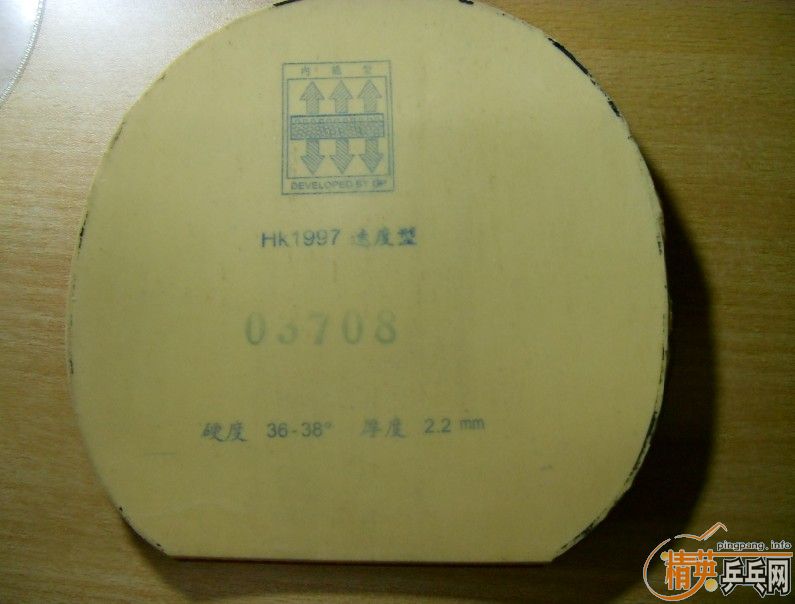 内能型
DEVELOPED BY GP
Hk1997 速度型
03708
硬度 36-38° 厚度 2.2 mm
pingpang.info
精英乒乓网